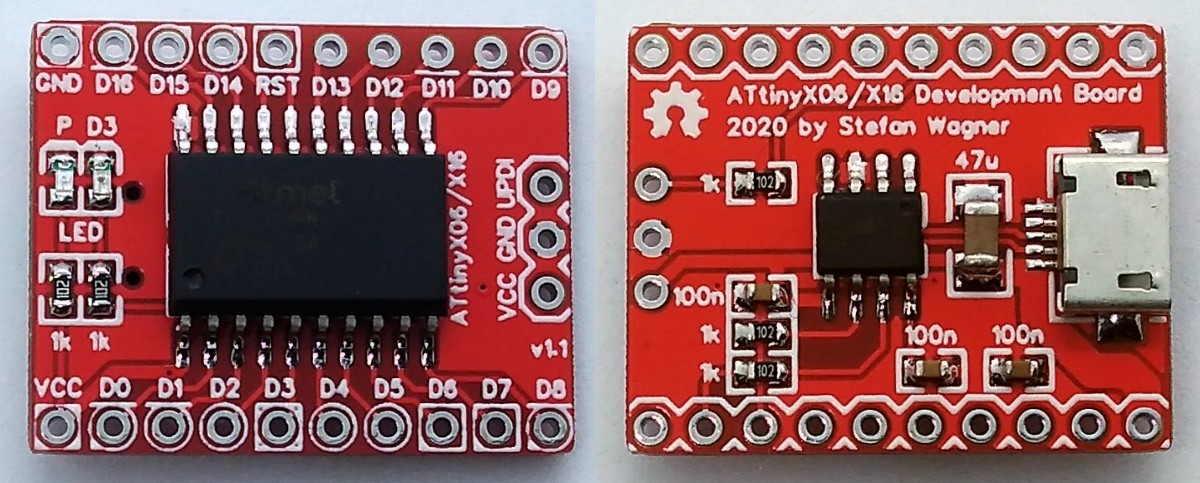 GND D16 D15 D14 RST D13 D12 D11 D10 D9
P D3
LED
102 102
1k 1k
ATtinyX06/X16
UPDI
GND
VCC
v1.1
VCC D0 D1 D2 D3 D4 D5 D6 D7 D8
ATtinyX06/X16 Development Board
2020 by Stefan Wagner
1k 102
47u
100n
1k 102
1k 102
100n 100n